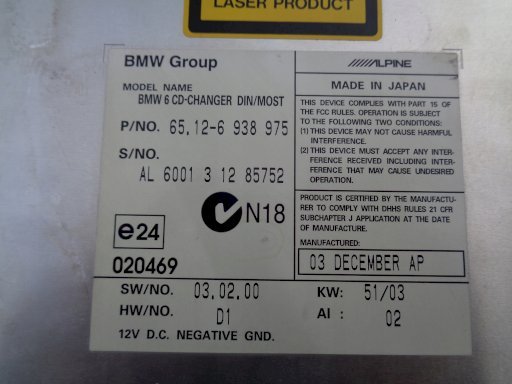 LASER PRODUCT
BMW Group
MODEL NAME
BMW 6 CD-CHANGER DIN/MOST
P/NO. 65.12-6 938 975
S/NO.
AL 6001 3 12 85752
N18
e24
020469
ALPINE
MADE IN JAPAN
THIS DEVICE COMPLIES WITH PART 15 OF
THE FCC RULES. OPERATION IS SUBJECT
TO THE FOLLOWING TWO CONDITIONS:
(1) THIS DEVICE MAY NOT CAUSE HARMFUL
INTERFERENCE.
(2) THIS DEVICE MUST ACCEPT ANY INTER-
FERENCE RECEIVED INCLUDING INTER-
FERENCE THAT MAY CAUSE UNDESIRED
OPERATION.
PRODUCT IS CERTIFIED BY THE MANUFACTU-
RER TO COMPLY WITH DHHS RULES 21 CFR
SUBCHAPTER J APPLICATION AT THE DATE
OF MANUFACTURE.
MANUFACTURED:
03 DECEMBER AP
SW/NO. 03.02.00
HW/NO. D1
12V D.C. NEGATIVE GND.
KW: 51/03
AI : 02